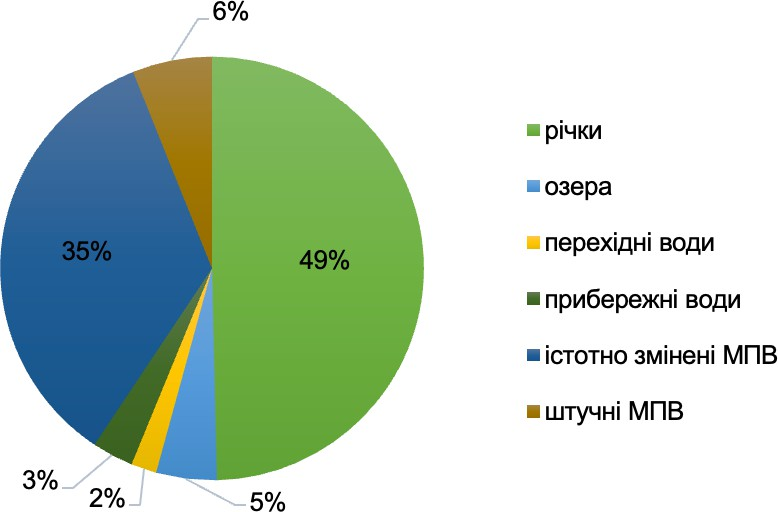 6%
35%
49%
3%
2%
5%
річки
озера
перехідні води
прибережні води
істотно змінені МПВ
штучні МПВ